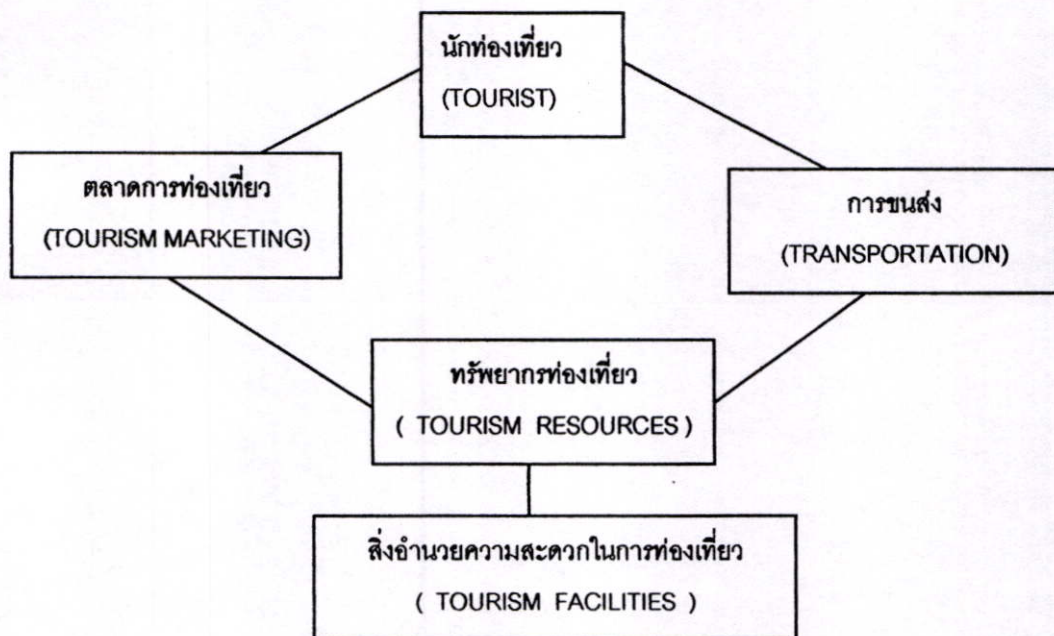 นักท่องเที่ยว
(TOURIST)
ตลาดการท่องเที่ยว
(TOURISM MARKETING)
การขนส่ง
(TRANSPORTATION)
ทรัพยากรท่องเที่ยว
( TOURISM RESOURCES )
สิ่งอำนวยความสะดวกในการท่องเที่ยว
( TOURISM FACILITIES )